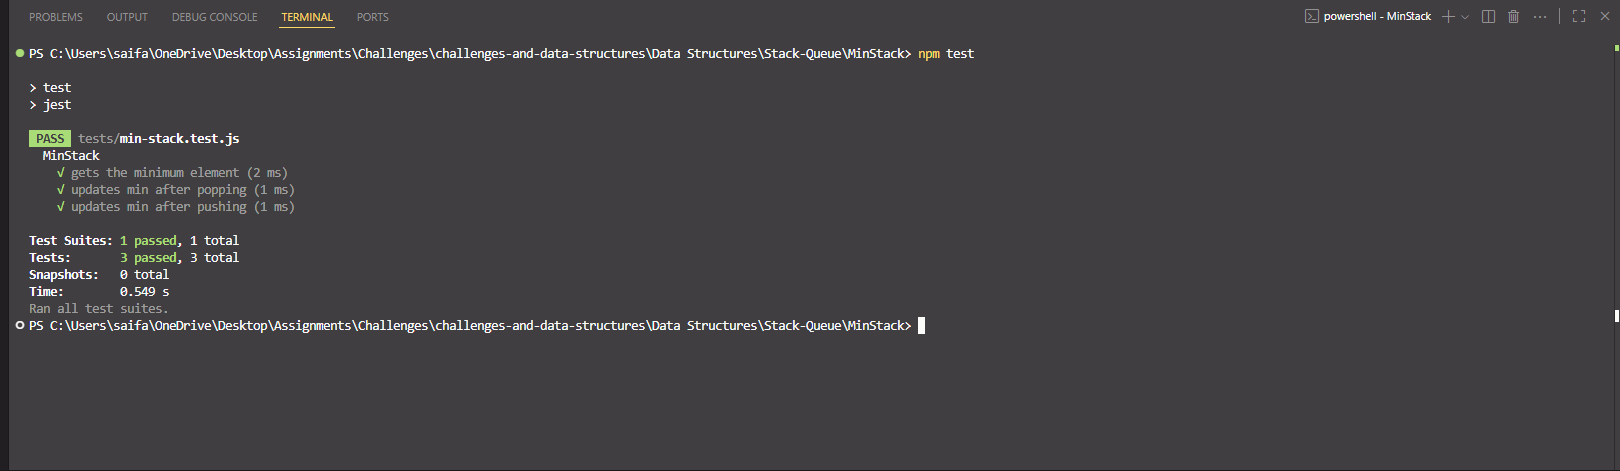 PROBLEMS OUTPUT DEBUG CONSOLE TERMINAL PORTS powershell - MinStack
PS C:\Users\saifa\OneDrive\Desktop\Assignments\Challenges\challenges-and-data-structures\Data Structures\Stack-Queue\MinStack> npm test
> test
> jest
PASS tests/min-stack.test.js
MinStack
√ gets the minimum element (2 ms)
√ updates min after popping (1 ms)
√ updates min after pushing (1 ms)
Test Suites: 1 passed, 1 total
Tests: 3 passed, 3 total
Snapshots: 0 total
Time: 0.549 s
Ran all test suites.
PS C:\Users\saifa\OneDrive\Desktop\Assignments\Challenges\challenges-and-data-structures\Data Structures\Stack-Queue\MinStack>